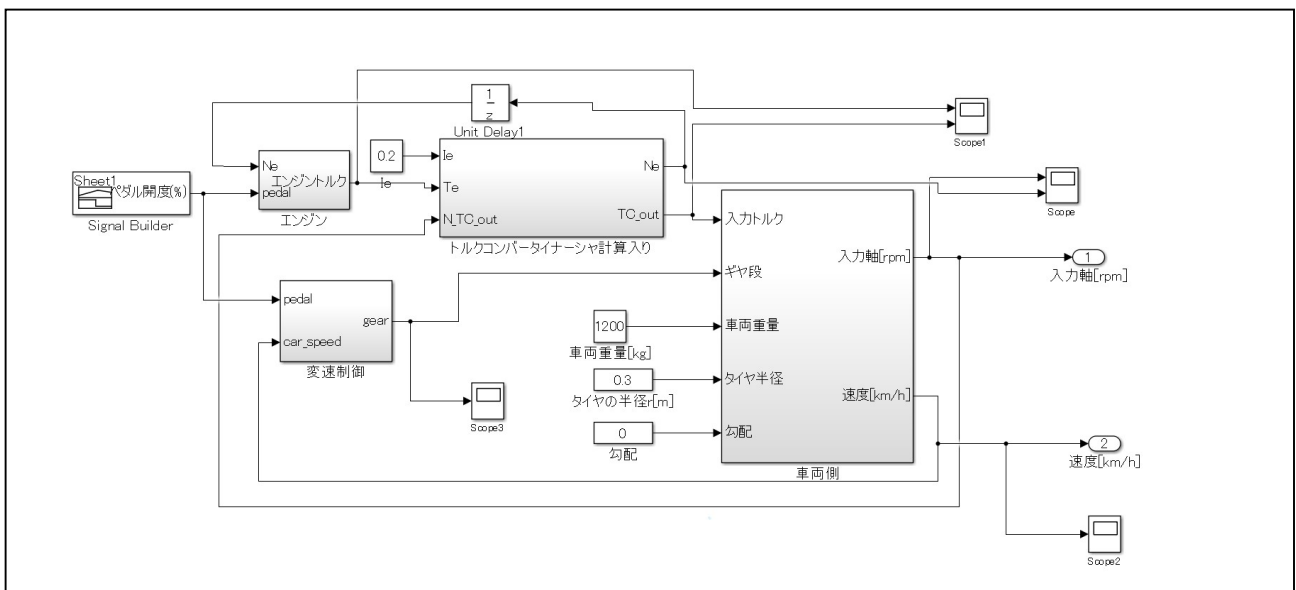 1
z
Unit Delay1
Scope1
0.2
Ie
Ie
Te
N_TC_out
Ne
TC_out
トルクコンバータイナーシャ計算入り
Ne
pedal
エンジントルク
エンジン
Sheet1
ペダル開度(%)
Signal Builder
Scope
入力トルク
ギヤ段
車両重量
タイヤ半径
勾配
入力軸[rpm]
速度[km/h]
車両側
1
入力軸[rpm]
pedal
car_speed
gear
変速制御
Scope3
1200
車両重量[kg]
0.3
タイヤの半径r[m]
0
勾配
2
速度[km/h]
Scope2